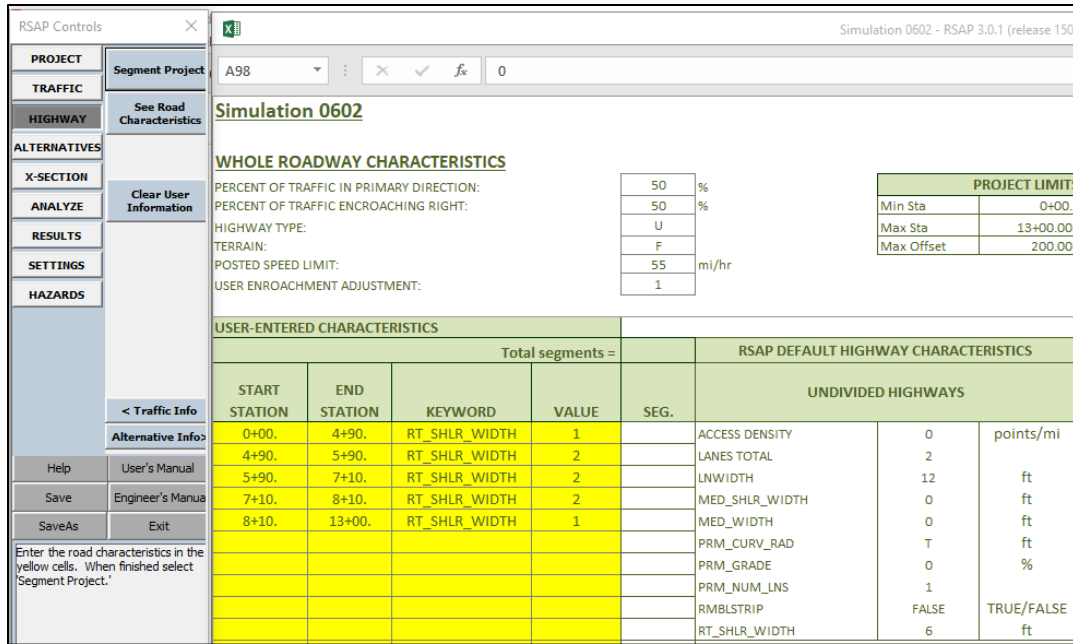 RSAP Controls
Simulation 0602 - RSAP 3.0.1 (release 150
PROJECT
TRAFFIC
HIGHWAY
ALTERNATIVES
X-SECTION
ANALYZE
RESULTS
SETTINGS
HAZARDS
Segment Project
See Road
Characteristics
Clear User
Information
< Traffic Info
Alternative Info>
Help
User's Manual
Save
Engineer's Manua
SaveAs
Exit
Enter the road characteristics in the
yellow cells. When finished select
'Segment Project.'
A98 fx 0
Simulation 0602
WHOLE ROADWAY CHARACTERISTICS
PERCENT OF TRAFFIC IN PRIMARY DIRECTION: 50 %
PERCENT OF TRAFFIC ENCROACHING RIGHT: 50 %
HIGHWAY TYPE: U
TERRAIN: F
POSTED SPEED LIMIT: 55 mi/hr
USER ENROACHMENT ADJUSTMENT: 1
PROJECT LIMITS
Min Sta 0+00.
Max Sta 13+00.00
Max Offset 200.00
USER-ENTERED CHARACTERISTICS
Total segments =
START STATION END STATION KEYWORD VALUE SEG.
0+00. 4+90. RT_SHLR_WIDTH 1
4+90. 5+90. RT_SHLR_WIDTH 2
5+90. 7+10. RT_SHLR_WIDTH 2
7+10. 8+10. RT_SHLR_WIDTH 2
8+10. 13+00. RT_SHLR_WIDTH 1
RSAP DEFAULT HIGHWAY CHARACTERISTICS
UNDIVIDED HIGHWAYS
ACCESS DENSITY 0 points/mi
LANES TOTAL 2
LNWIDTH 12 ft
MED_SHLR_WIDTH 0 ft
MED_WIDTH 0 ft
PRM_CURV_RAD T ft
PRM_GRADE 0 %
PRM_NUM_LNS 1
RMBLSTRIP FALSE TRUE/FALSE
RT_SHLR_WIDTH 6 ft